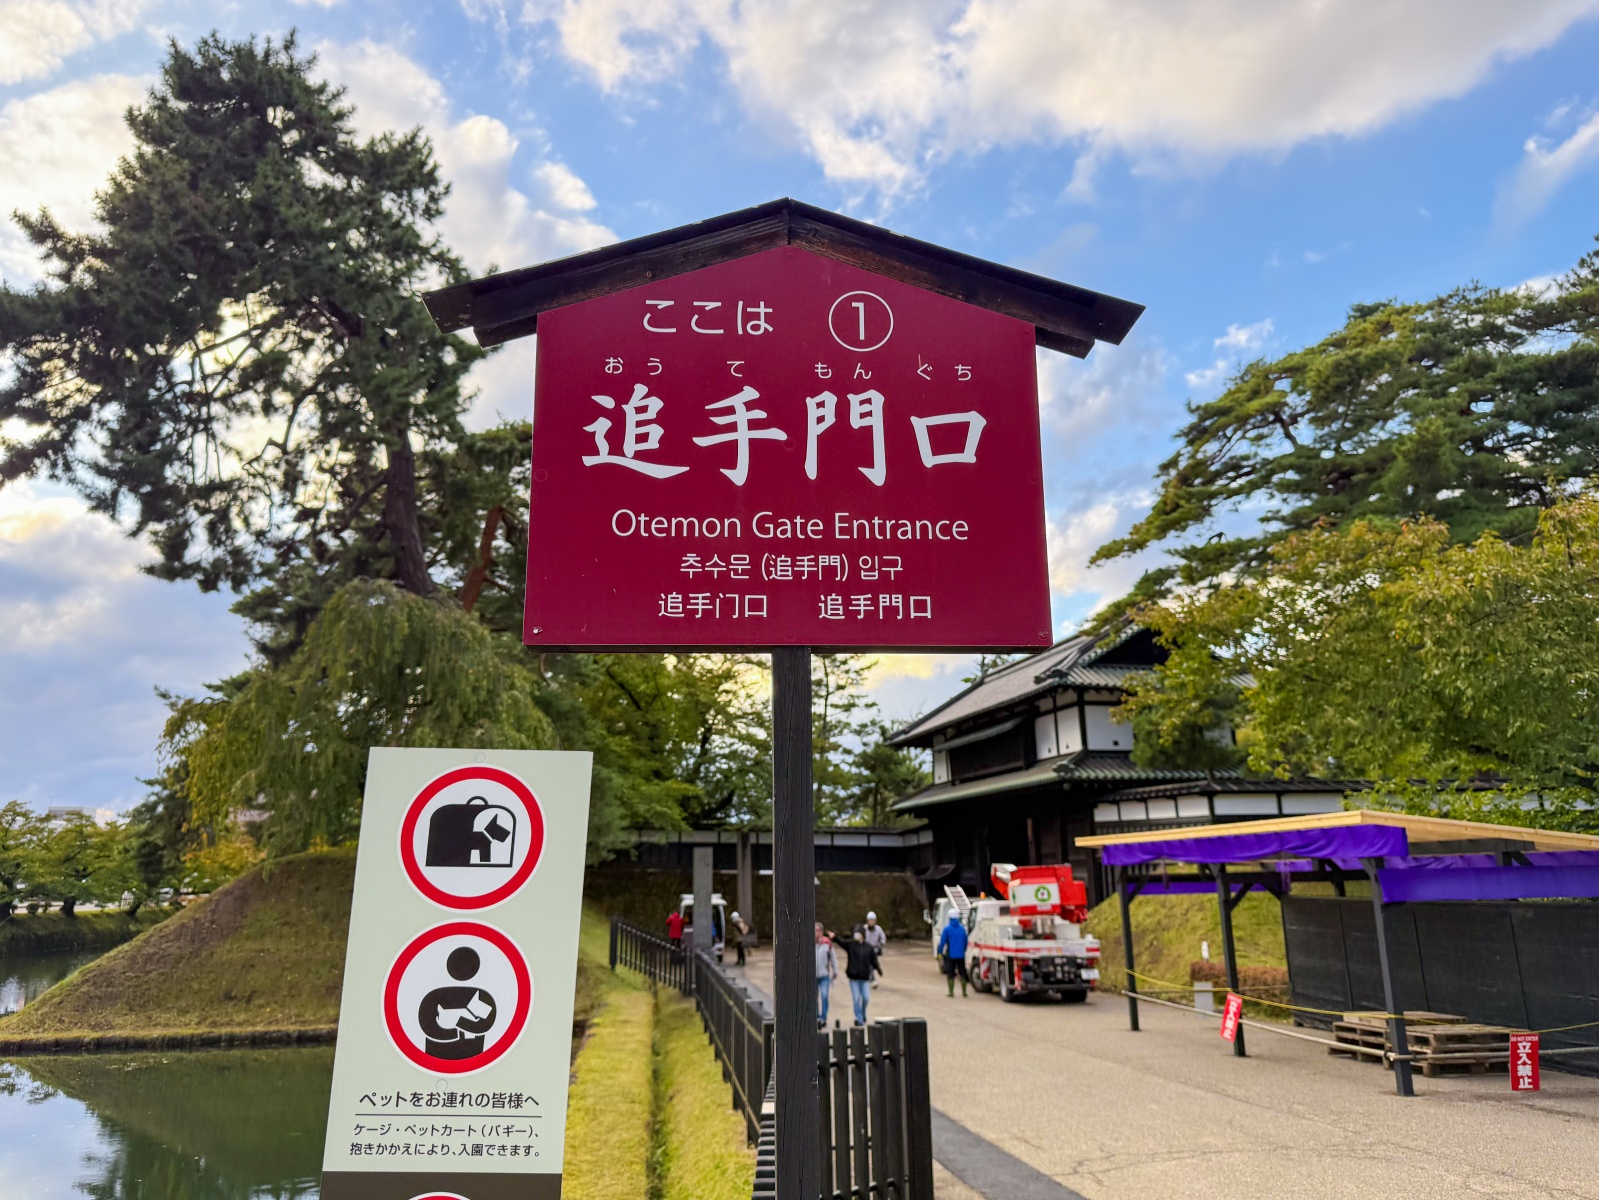 ここは ①
おうてもんぐち
追手門口
Otemon Gate Entrance
추수문 (追手門) 입구
追手门口 追手門口
ペットをお連れの皆様へ
ケージ・ペットカート（バギー）、
抱きかかえにより、入園できます。
DO NOT ENTER
立入禁止